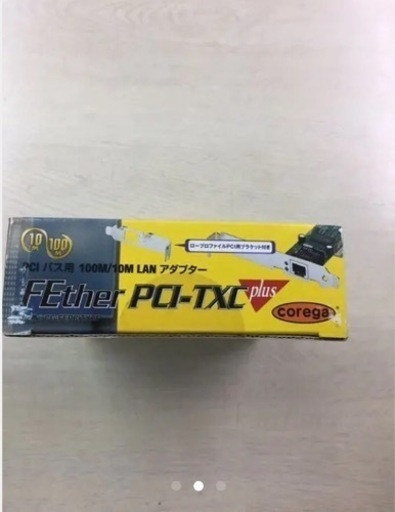 10
M
100
M
ロープロファイルPCI用ブラケット付き
PCI バス用 100M/10M LAN アダプター
FEther PCI-TXC plus
corega